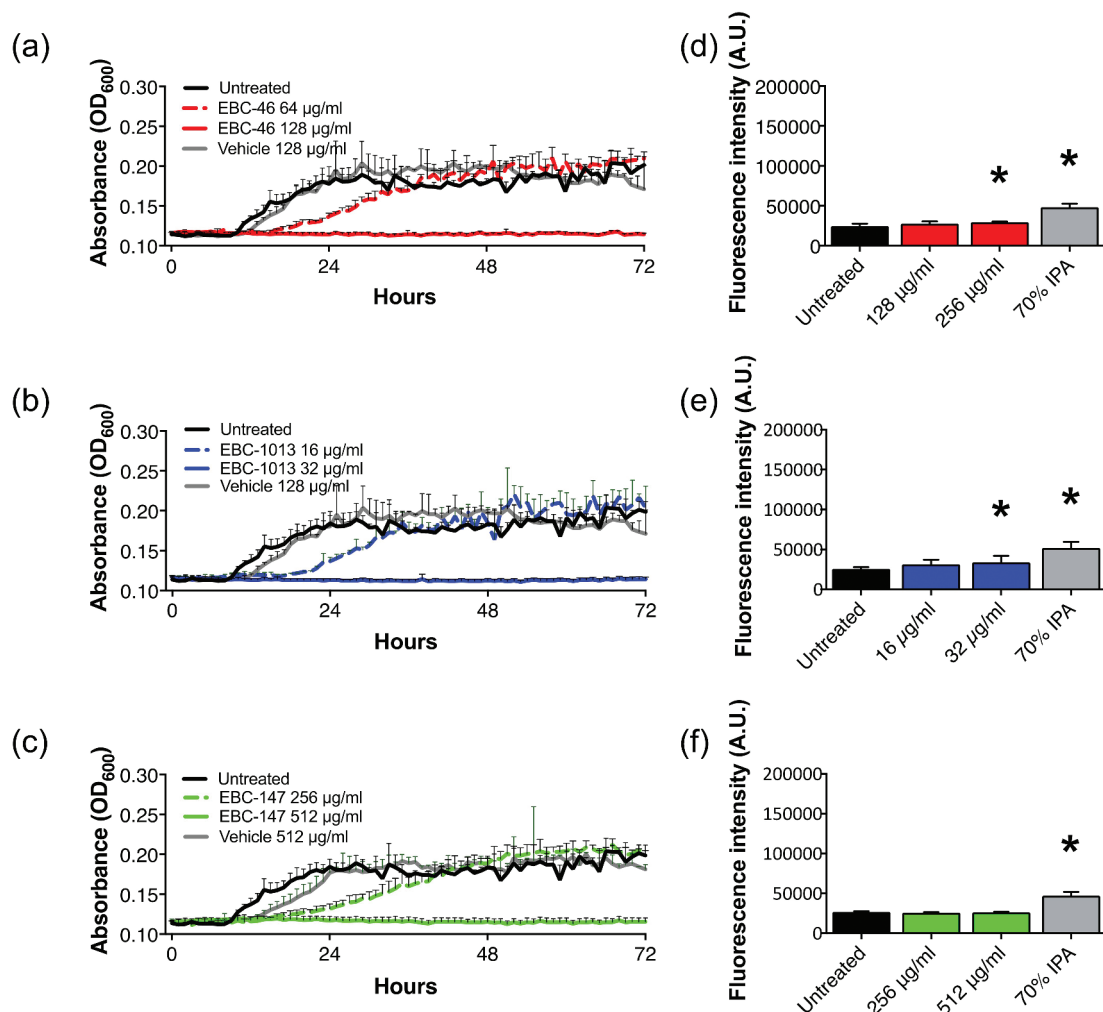 (a)
Absorbance (OD600)
0.30
0.25
0.20
0.15
0.10
Untreated
EBC-46 64 µg/ml
EBC-46 128 µg/ml
Vehicle 128 µg/ml
0
24
48
72
Hours
(d)
Fluorescence intensity (A.U.)
200000
150000
100000
50000
0
*
*
Untreated
128 µg/ml
256 µg/ml
70% IPA
(b)
Absorbance (OD600)
0.30
0.25
0.20
0.15
0.10
Untreated
EBC-1013 16 µg/ml
EBC-1013 32 µg/ml
Vehicle 128 µg/ml
0
24
48
72
Hours
(e)
Fluorescence intensity (A.U.)
200000
150000
100000
50000
0
*
*
Untreated
16 µg/ml
32 µg/ml
70% IPA
(c)
Absorbance (OD600)
0.30
0.25
0.20
0.15
0.10
Untreated
EBC-147 256 µg/ml
EBC-147 512 µg/ml
Vehicle 512 µg/ml
0
24
48
72
Hours
(f)
Fluorescence intensity (A.U.)
200000
150000
100000
50000
0
*
Untreated
256 µg/ml
512 µg/ml
70% IPA